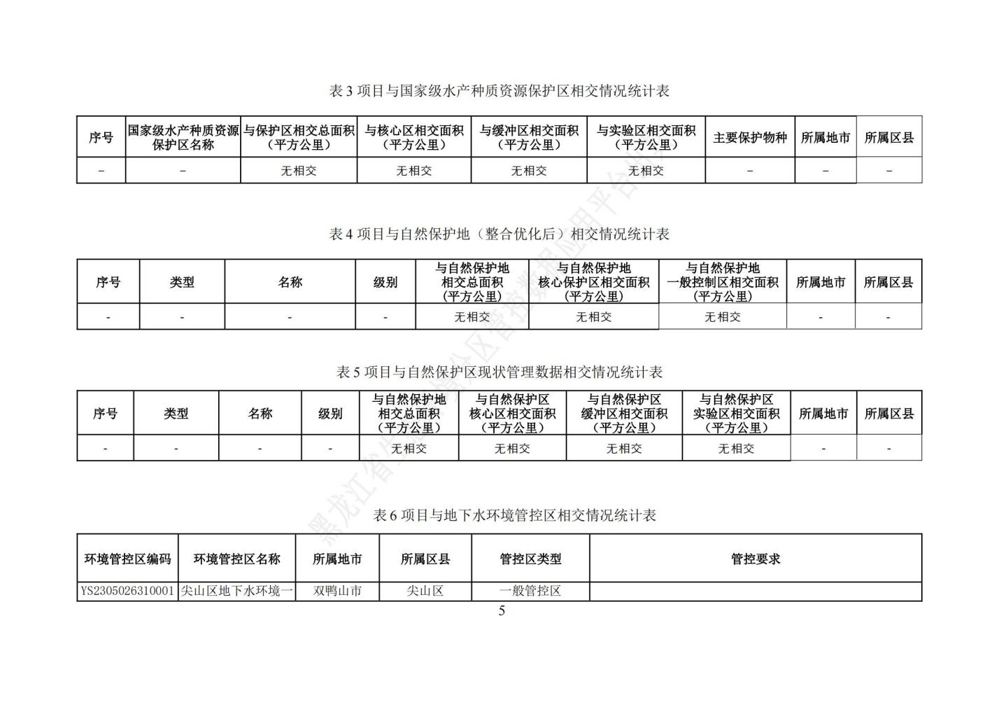 表 3 项目与国家级水产种质资源保护区相交情况统计表
序号 国家级水产种质资源保护区名称 与保护区相交总面积（平方公里） 与核心区相交面积（平方公里） 与缓冲区相交面积（平方公里） 与实验区相交面积（平方公里） 主要保护物种 所属地市 所属区县
– – 无相交 无相交 无相交 无相交 – – –
表 4 项目与自然保护地（整合优化后）相交情况统计表
序号 类型 名称 级别 与自然保护地相交总面积(平方公里) 与自然保护地核心保护区相交面积(平方公里) 与自然保护地一般控制区相交面积(平方公里) 所属地市 所属区县
- - - - 无相交 无相交 无相交 - -
表 5 项目与自然保护区现状管理数据相交情况统计表
序号 类型 名称 级别 与自然保护地相交总面积（平方公里） 与自然保护区核心区相交面积（平方公里） 与自然保护区缓冲区相交面积（平方公里） 与自然保护区实验区相交面积（平方公里） 所属地市 所属区县
- - - - 无相交 无相交 无相交 无相交 - -
表 6 项目与地下水环境管控区相交情况统计表
环境管控区编码 环境管控区名称 所属地市 所属区县 管控区类型 管控要求
YS2305026310001 尖山区地下水环境一 双鸭山市 尖山区 一般管控区
5
黑龙江省生态环境分区管控数据应用平台